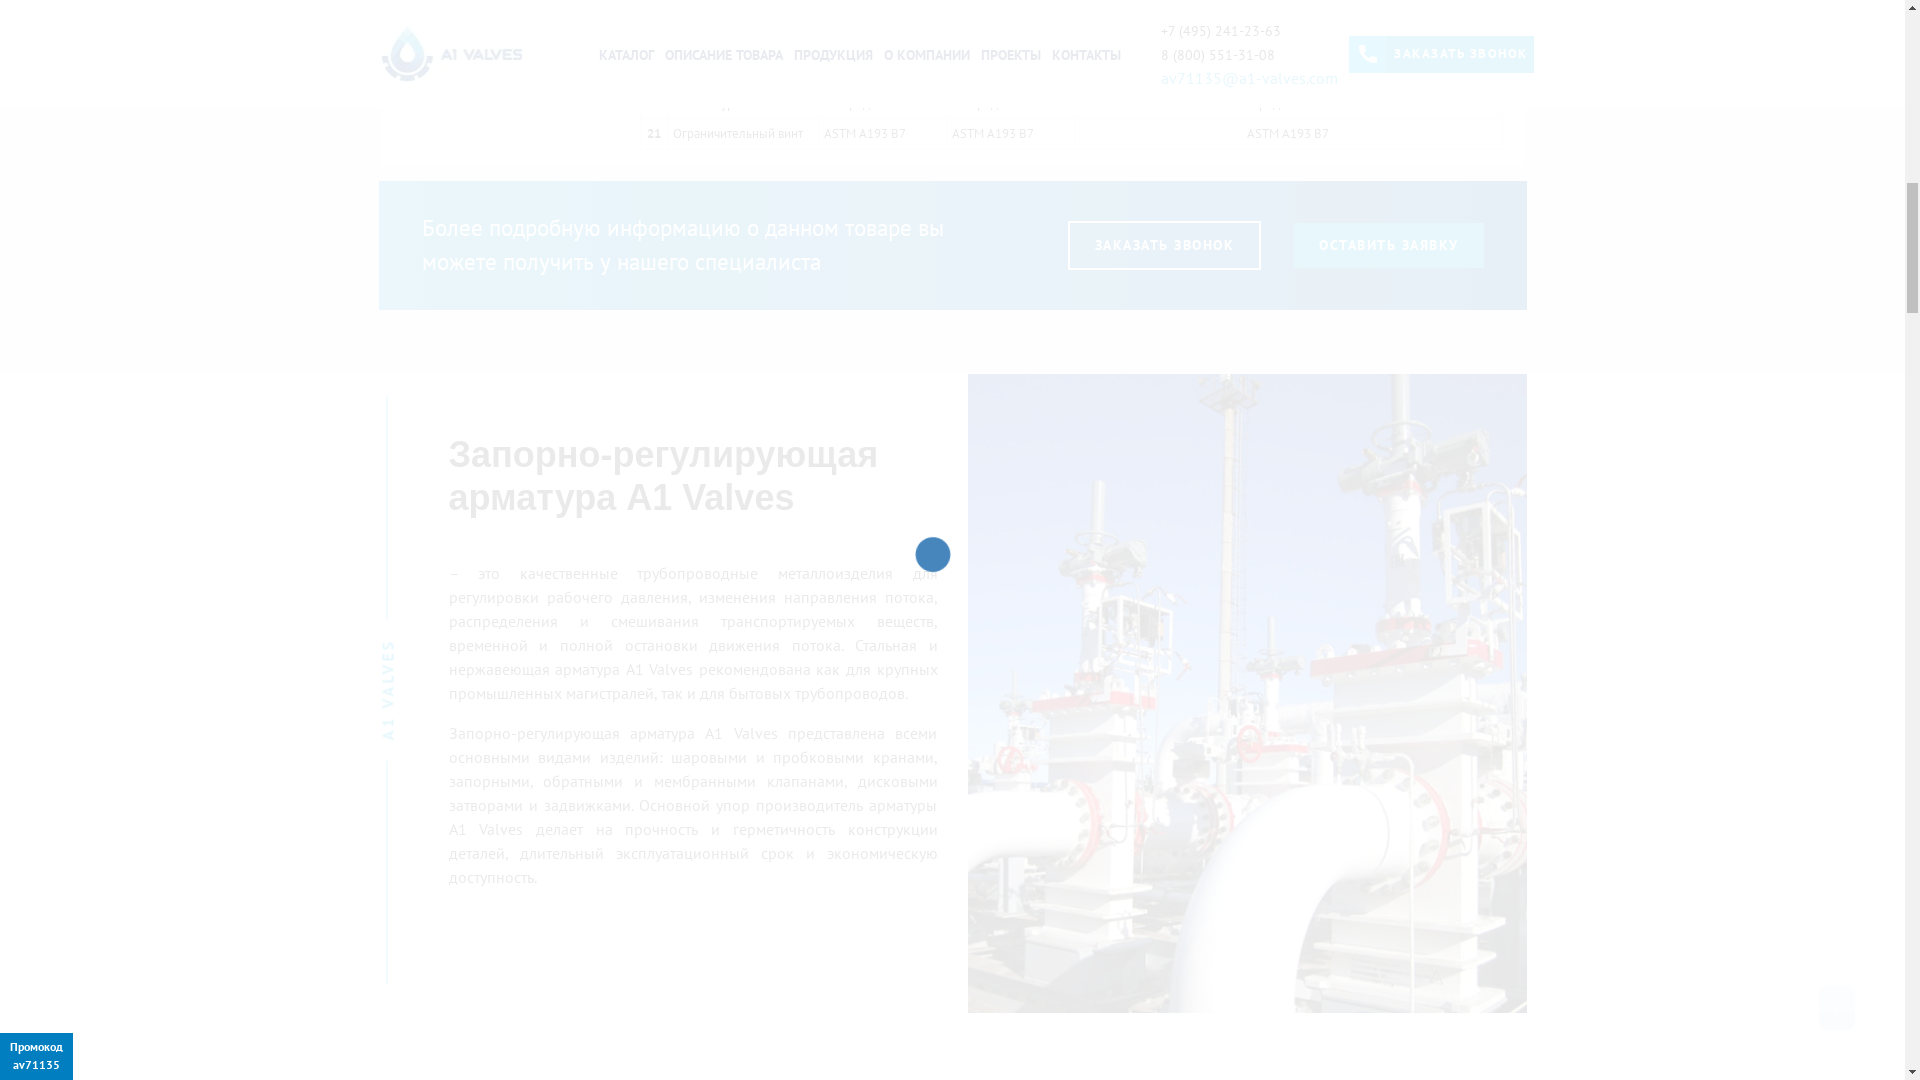 A1 VALVES
КАТАЛОГ ОПИСАНИЕ ТОВАРА ПРОДУКЦИЯ О КОМПАНИИ ПРОЕКТЫ КОНТАКТЫ
+7 (495) 241-23-63
8 (800) 551-31-08
av71135@a1-valves.com
ЗАКАЗАТЬ ЗВОНОК
21 Ограничительный винт ASTM A193 B7 ASTM A193 B7 ASTM A193 B7
Более подробную информацию о данном товаре вы
можете получить у нашего специалиста
ЗАКАЗАТЬ ЗВОНОК
ОСТАВИТЬ ЗАЯВКУ
A1 VALVES
Запорно-регулирующая
арматура A1 Valves
– это качественные трубопроводные металлоизделия для
регулировки рабочего давления, изменения направления потока,
распределения и смешивания транспортируемых веществ,
временной и полной остановки движения потока. Стальная и
нержавеющая арматура A1 Valves рекомендована как для крупных
промышленных магистралей, так и для бытовых трубопроводов.
Запорно-регулирующая арматура A1 Valves представлена всеми
основными видами изделий: шаровыми и пробковыми кранами,
запорными, обратными и мембранными клапанами, дисковыми
затворами и задвижками. Основной упор производитель арматуры
A1 Valves делает на прочность и герметичность конструкции
деталей, длительный эксплуатационный срок и экономическую
доступность.
Промокод
av71135